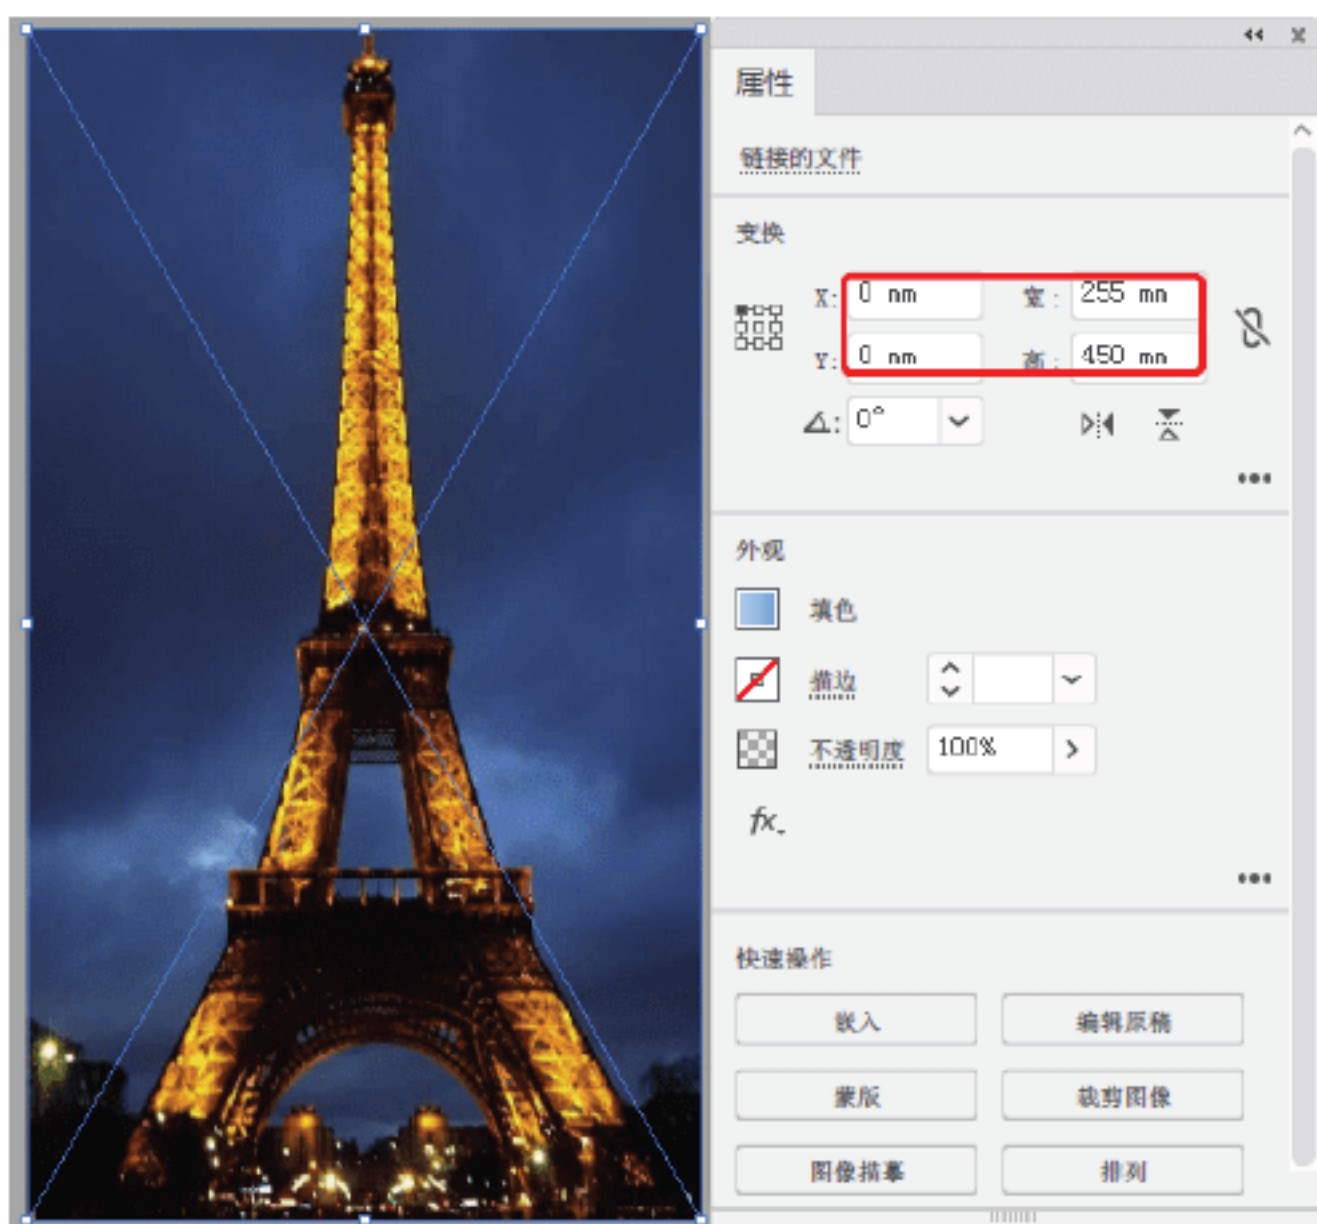 属性
链接的文件
变换
X: 0 mm 宽: 255 mm
Y: 0 mm 高: 450 mm
0°
外观
填色
描边
不透明度 100%
fx.
快速操作
嵌入 编辑原稿
蒙版 裁剪图像
图像描摹 排列